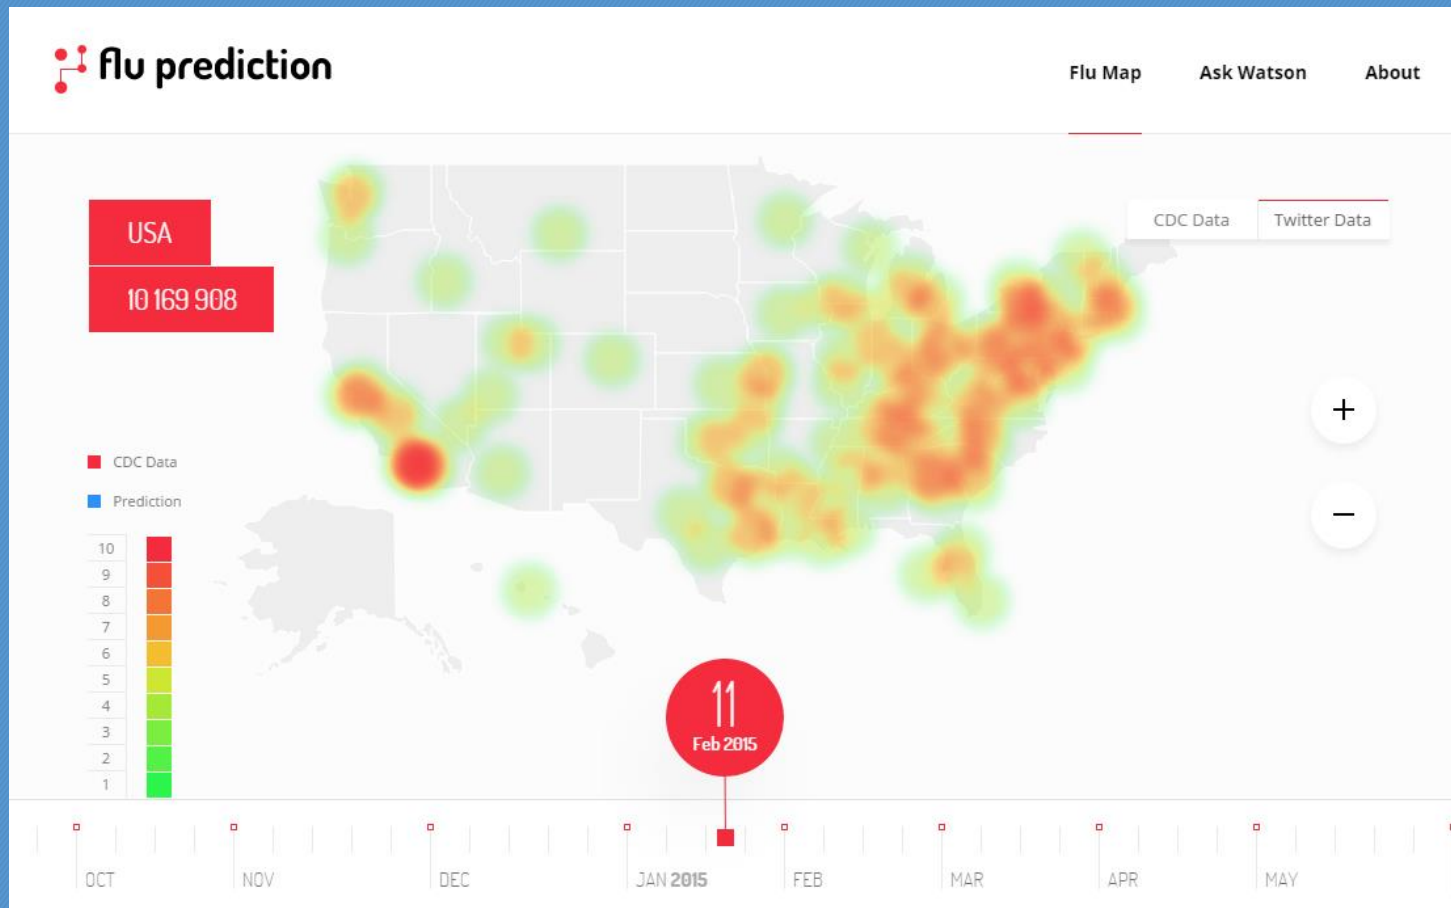 flu prediction
Flu Map Ask Watson About
USA
10 169 908
CDC Data Twitter Data
+
−
CDC Data
Prediction
10
9
8
7
6
5
4
3
2
1
11
Feb 2015
OCT NOV DEC JAN 2015 FEB MAR APR MAY